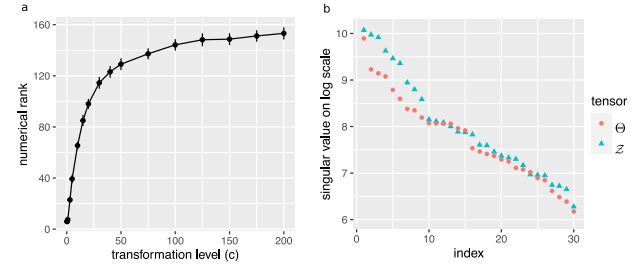 a
numerical rank
160
120
80
40
0
0
50
100
150
200
transformation level (c)
b
singular value on log scale
10
9
8
7
6
0
10
20
30
index
tensor
Θ
𝒵